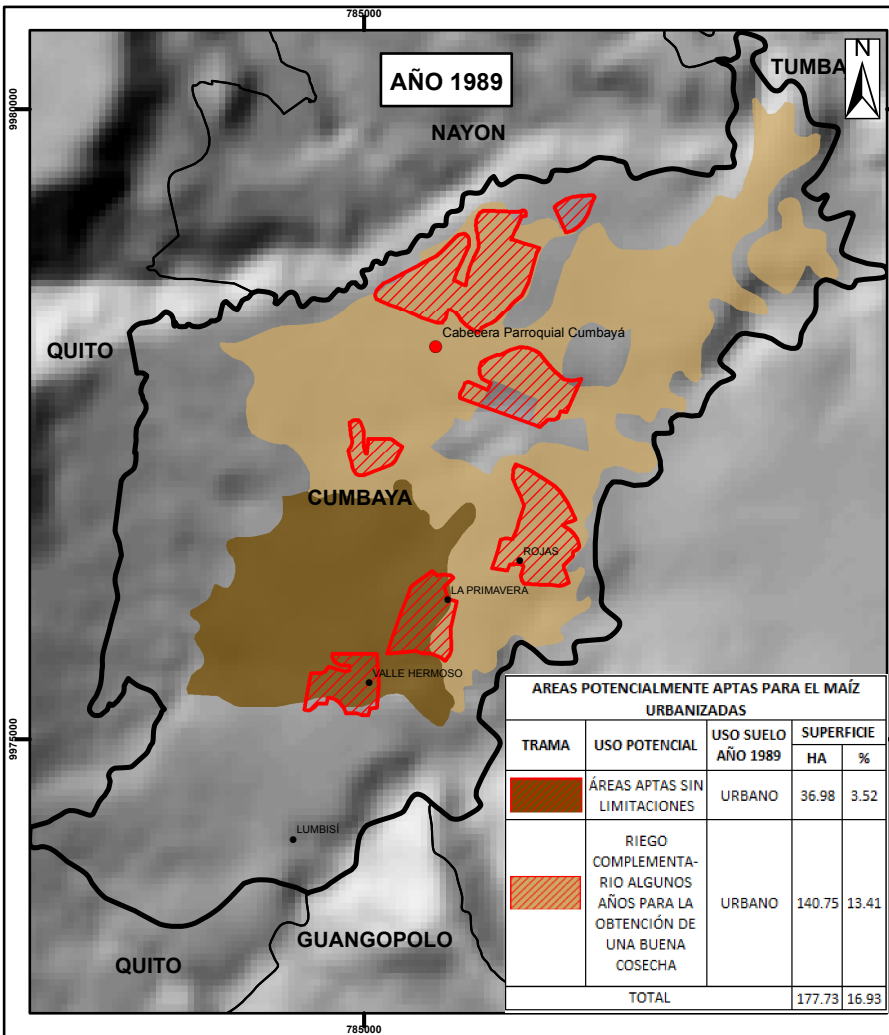 785000
AÑO 1989
N
TUMBA
9980000
NAYON
QUITO
Cabecera Parroquial Cumbayá
CUMBAYA
ROJAS
LA PRIMAVERA
VALLE HERMOSO
9975000
LUMBISÍ
GUANGOPOLO
QUITO
785000
AREAS POTENCIALMENTE APTAS PARA EL MAÍZ
URBANIZADAS
TRAMA USO POTENCIAL USO SUELO AÑO 1989 SUPERFICIE
HA %
ÁREAS APTAS SIN
LIMITACIONES
URBANO 36.98 3.52
RIEGO
COMPLEMENTA-
RIO ALGUNOS
AÑOS PARA LA
OBTENCIÓN DE
UNA BUENA
COSECHA
URBANO 140.75 13.41
TOTAL 177.73 16.93